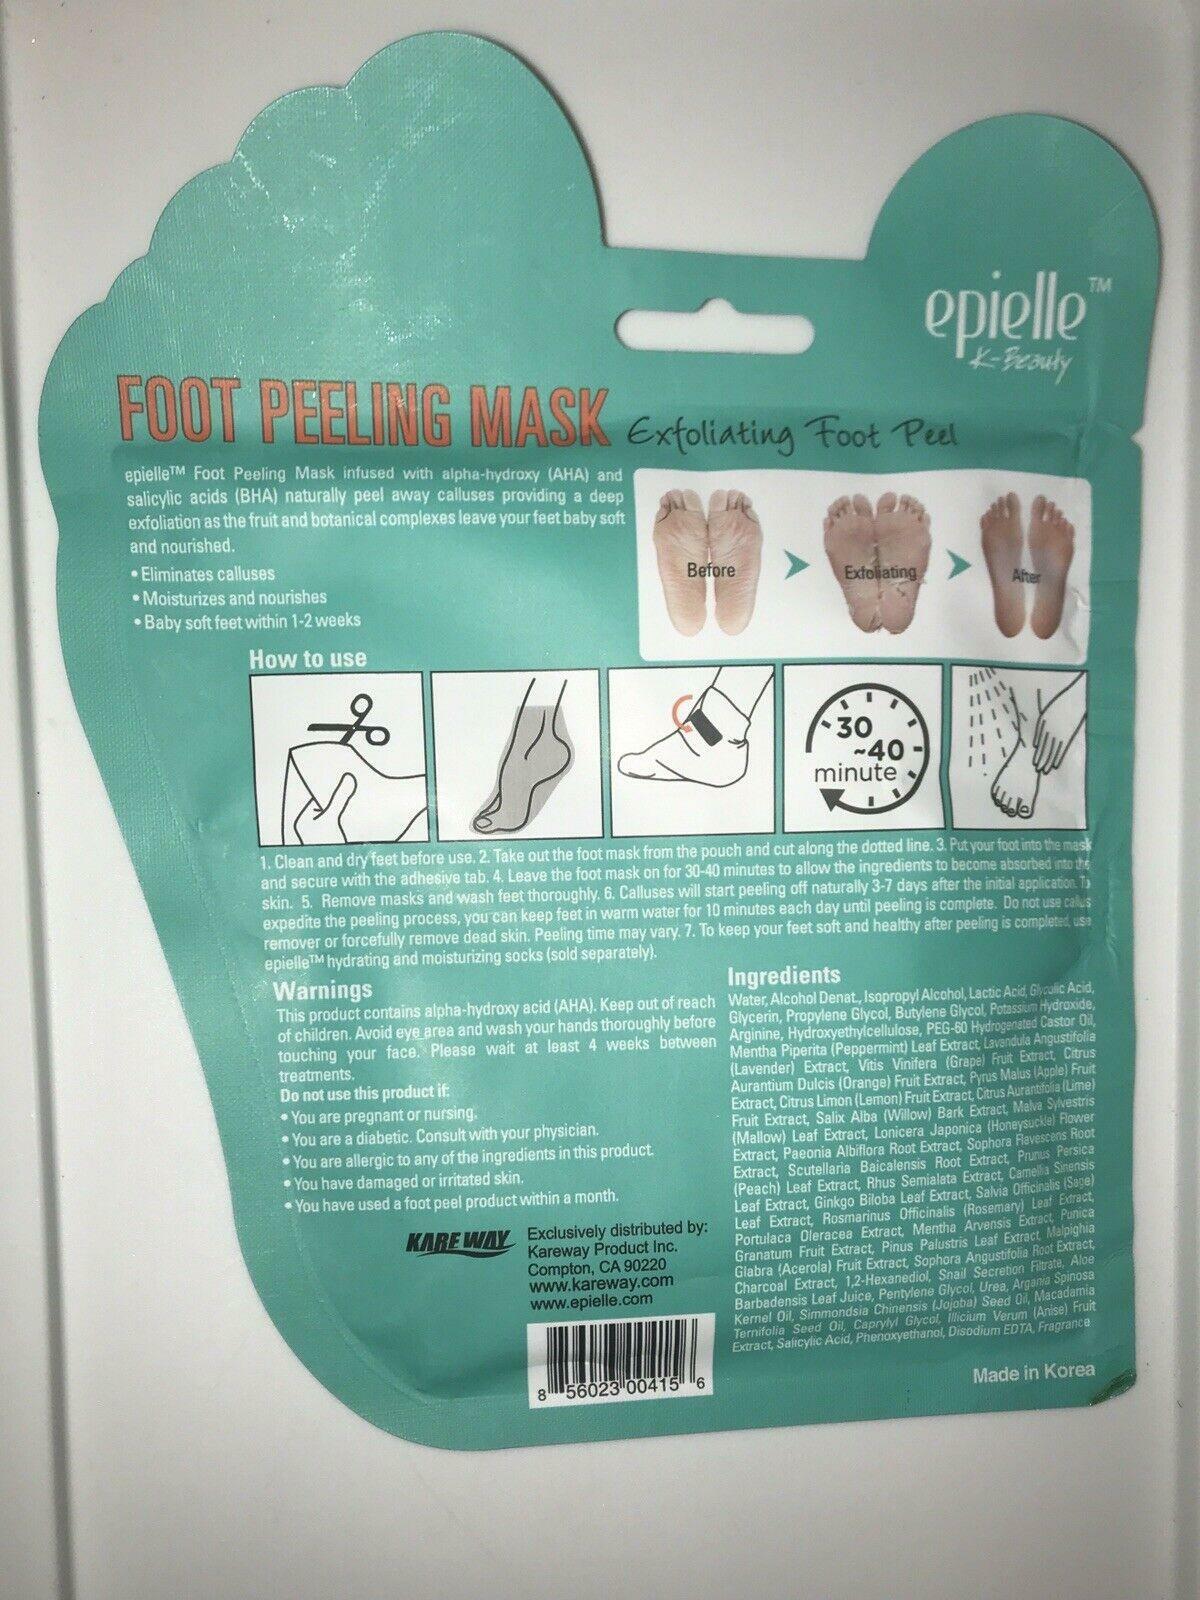 epielle™
K-Beauty
FOOT PEELING MASK Exfoliating Foot Peel
epielle™ Foot Peeling Mask infused with alpha-hydroxy (AHA) and
salicylic acids (BHA) naturally peel away calluses providing a deep
exfoliation as the fruit and botanical complexes leave your feet baby soft
and nourished.
• Eliminates calluses
• Moisturizes and nourishes
• Baby soft feet within 1-2 weeks
Before
Exfoliating
After
How to use
30
~40
minute
1. Clean and dry feet before use. 2. Take out the foot mask from the pouch and cut along the dotted line. 3. Put your foot into the mask
and secure with the adhesive tab. 4. Leave the foot mask on for 30-40 minutes to allow the ingredients to become absorbed into the
skin. 5. Remove masks and wash feet thoroughly. 6. Calluses will start peeling off naturally 3-7 days after the initial application. To
expedite the peeling process, you can keep feet in warm water for 10 minutes each day until peeling is complete. Do not use callus
remover or forcefully remove dead skin. Peeling time may vary. 7. To keep your feet soft and healthy after peeling is completed, use
epielle™ hydrating and moisturizing socks (sold separately).
Warnings
This product contains alpha-hydroxy acid (AHA). Keep out of reach
of children. Avoid eye area and wash your hands thoroughly before
touching your face. Please wait at least 4 weeks between
treatments.
Do not use this product if:
• You are pregnant or nursing.
• You are a diabetic. Consult with your physician.
• You are allergic to any of the ingredients in this product.
• You have damaged or irritated skin.
• You have used a foot peel product within a month.
KAREWAY
Exclusively distributed by:
Kareway Product Inc.
Compton, CA 90220
www.kareway.com
www.epielle.com
8 56023 00415 6
Ingredients
Water, Alcohol Denat., Isopropyl Alcohol, Lactic Acid, Glycolic Acid,
Glycerin, Propylene Glycol, Butylene Glycol, Potassium Hydroxide,
Arginine, Hydroxyethylcellulose, PEG-60 Hydrogenated Castor Oil,
Mentha Piperita (Peppermint) Leaf Extract, Lavandula Angustifolia
(Lavender) Extract, Vitis Vinifera (Grape) Fruit Extract, Citrus
Aurantium Dulcis (Orange) Fruit Extract, Pyrus Malus (Apple) Fruit
Extract, Citrus Limon (Lemon) Fruit Extract, Citrus Aurantifolia (Lime)
Fruit Extract, Salix Alba (Willow) Bark Extract, Malva Sylvestris
(Mallow) Leaf Extract, Lonicera Japonica (Honeysuckle) Flower
Extract, Paeonia Albiflora Root Extract, Sophora Flavescens Root
Extract, Scutellaria Baicalensis Root Extract, Prunus Persica
(Peach) Leaf Extract, Rhus Semialata Extract, Camellia Sinensis
Leaf Extract, Ginkgo Biloba Leaf Extract, Salvia Officinalis (Sage)
Leaf Extract, Rosmarinus Officinalis (Rosemary) Leaf Extract,
Portulaca Oleracea Extract, Mentha Arvensis Extract, Punica
Granatum Fruit Extract, Pinus Palustris Leaf Extract, Malpighia
Glabra (Acerola) Fruit Extract, Sophora Angustifolia Root Extract,
Charcoal Extract, 1,2-Hexanediol, Snail Secretion Filtrate, Aloe
Barbadensis Leaf Juice, Pentylene Glycol, Urea, Argania Spinosa
Kernel Oil, Simmondsia Chinensis (Jojoba) Seed Oil, Macadamia
Ternifolia Seed Oil, Caprylyl Glycol, Illicium Verum (Anise) Fruit
Extract, Salicylic Acid, Phenoxyethanol, Disodium EDTA, Fragrance
Made in Korea